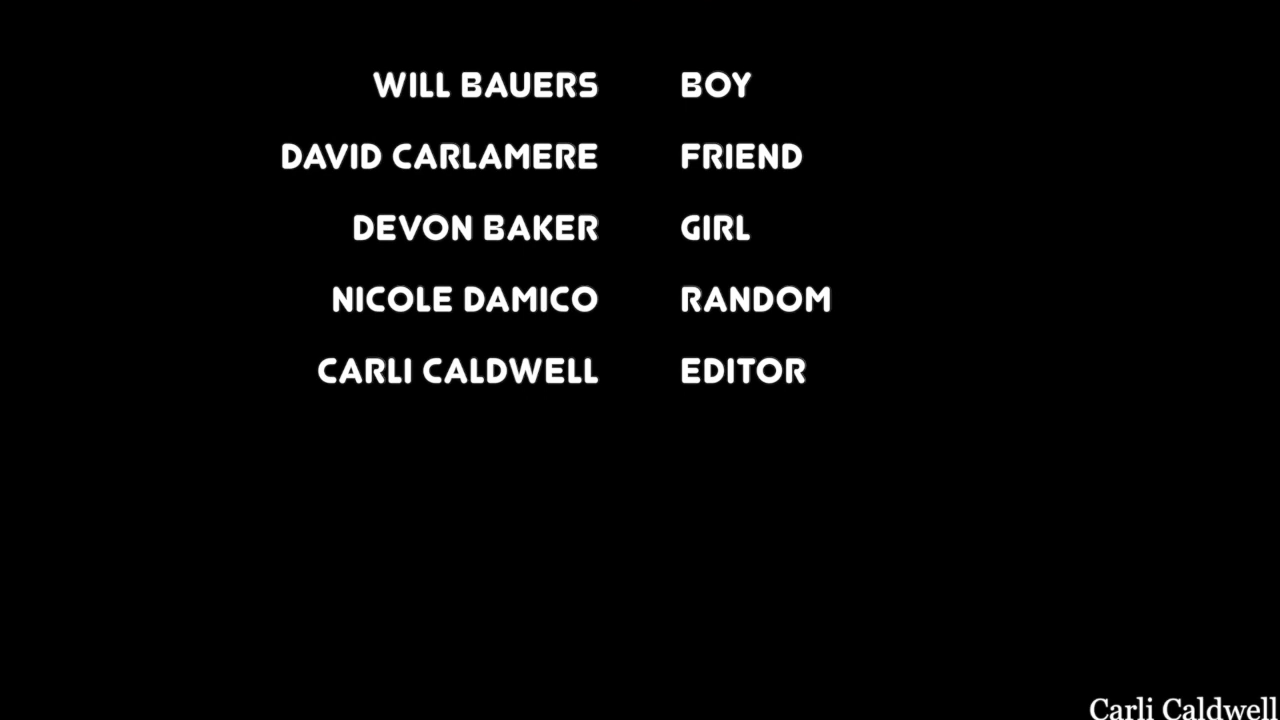 WILL BAUERS BOY
DAVID CARLAMERE FRIEND
DEVON BAKER GIRL
NICOLE DAMICO RANDOM
CARLI CALDWELL EDITOR
Carli Caldwell